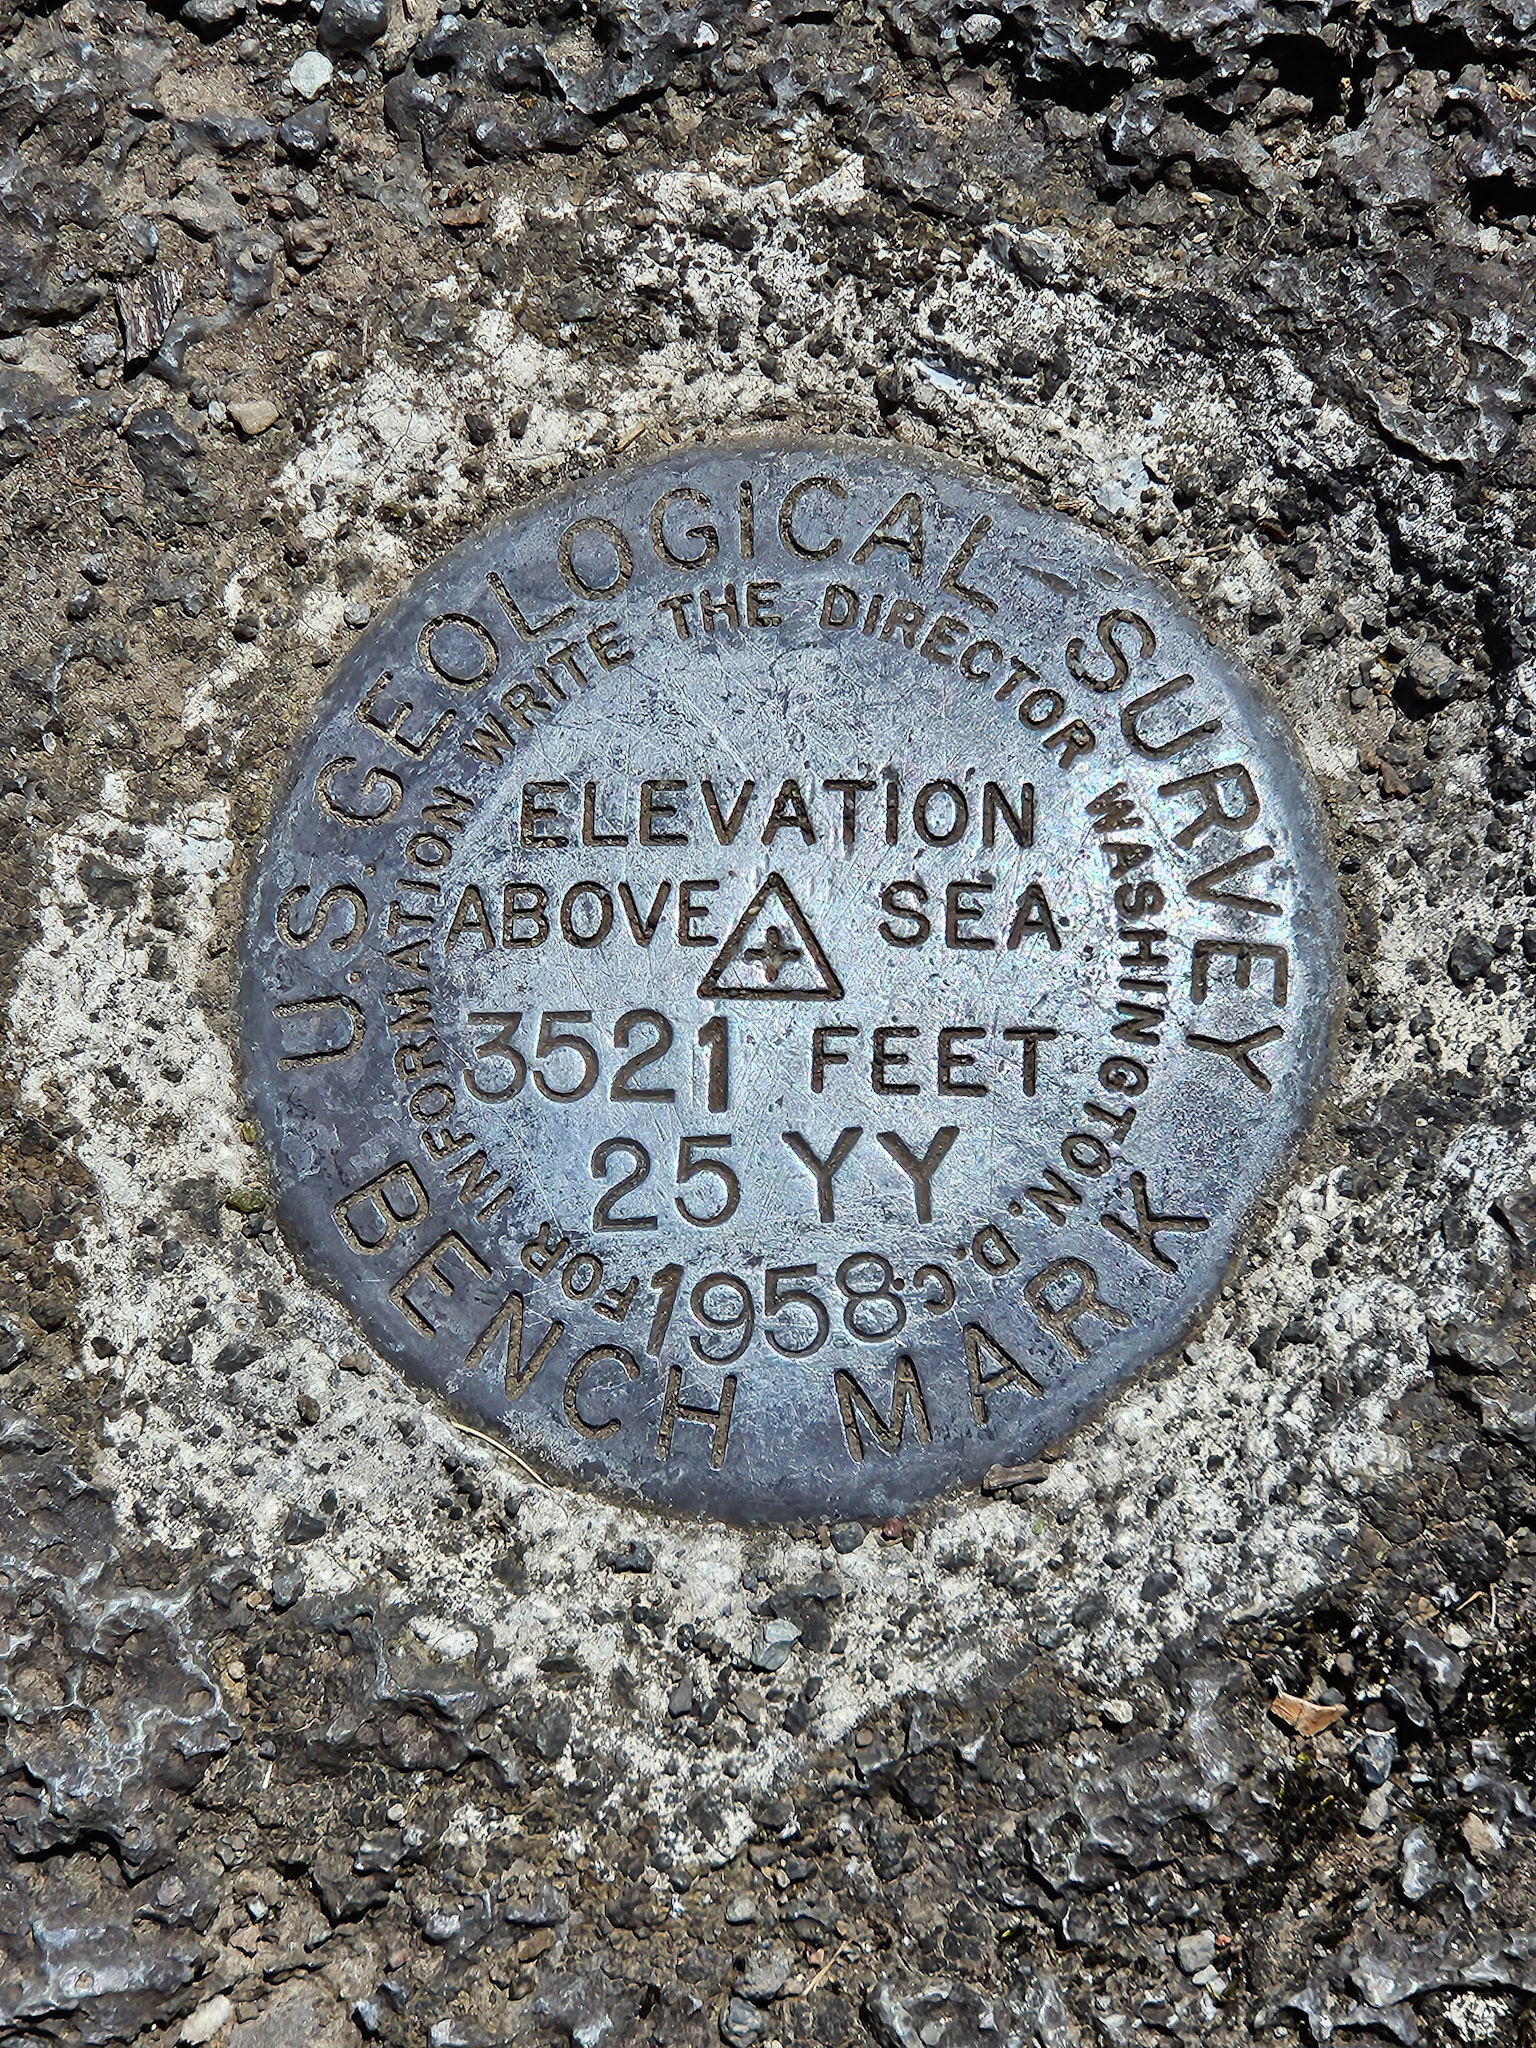 U.S. GEOLOGICAL SURVEY
WRITE THE DIRECTOR WASHINGTON, D.C.
FOR INFORMATION
ELEVATION
ABOVE SEA
3521 FEET
25 YY
1958
BENCH MARK